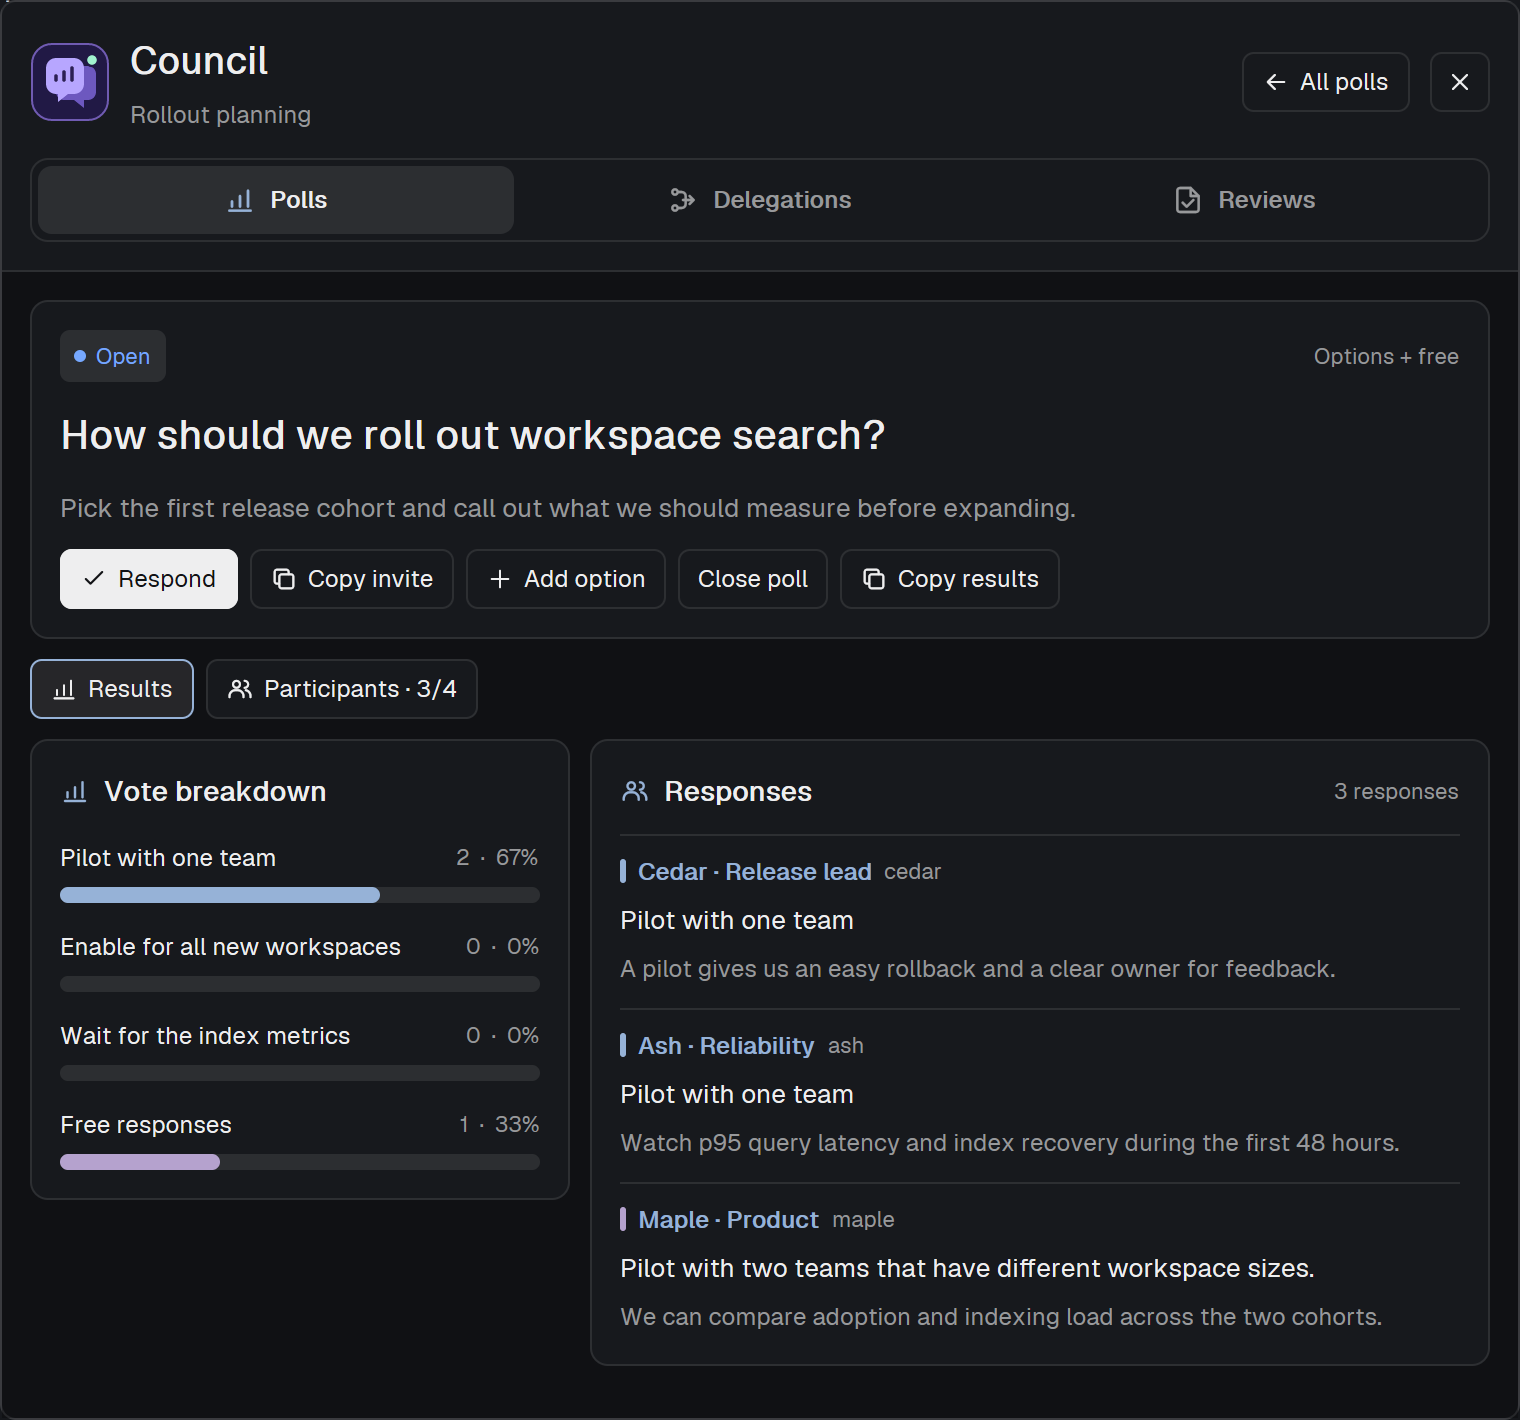 Council
Rollout planning
All polls
Polls
Delegations
Reviews
Open
Options + free
How should we roll out workspace search?
Pick the first release cohort and call out what we should measure before expanding.
Respond
Copy invite
Add option
Close poll
Copy results
Results
Participants · 3/4
Vote breakdown
Pilot with one team 2 · 67%
Enable for all new workspaces 0 · 0%
Wait for the index metrics 0 · 0%
Free responses 1 · 33%
Responses
3 responses
Cedar · Release lead cedar
Pilot with one team
A pilot gives us an easy rollback and a clear owner for feedback.
Ash · Reliability ash
Pilot with one team
Watch p95 query latency and index recovery during the first 48 hours.
Maple · Product maple
Pilot with two teams that have different workspace sizes.
We can compare adoption and indexing load across the two cohorts.